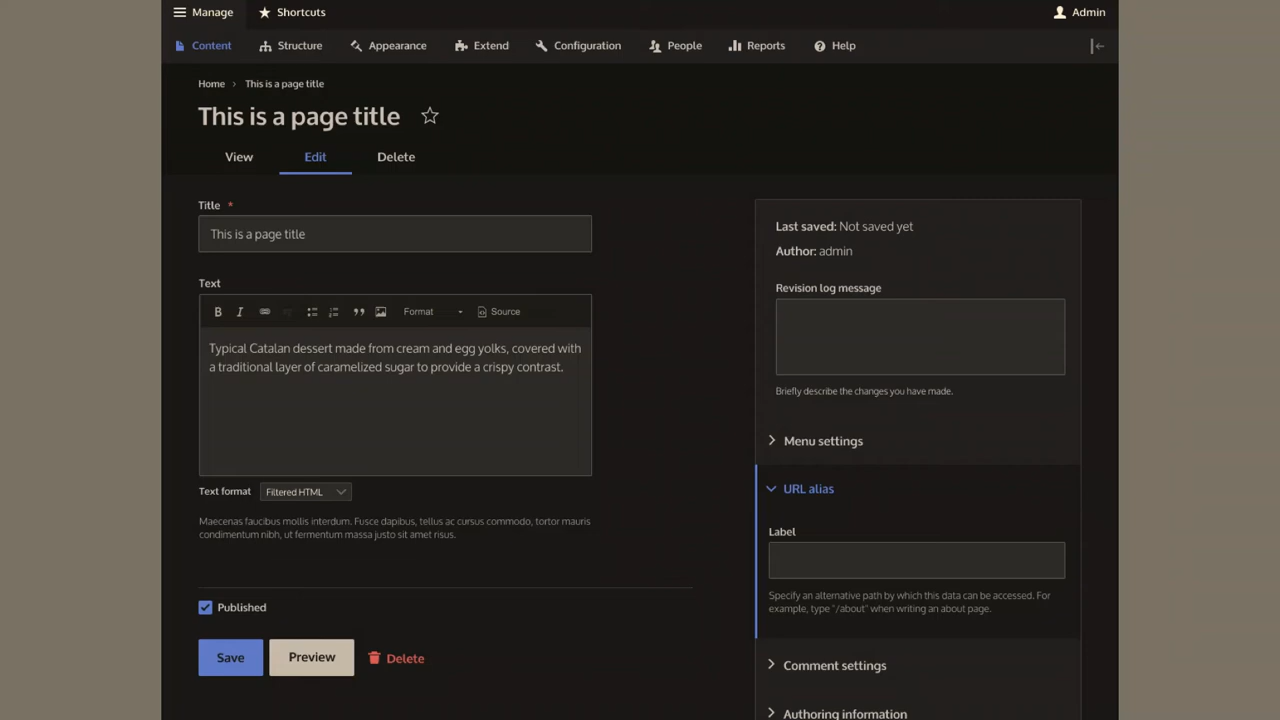 Manage
Shortcuts
Admin
Content
Structure
Appearance
Extend
Configuration
People
Reports
Help
Home › This is a page title
This is a page title
View
Edit
Delete
Title *
This is a page title
Text
B I Format Source
Typical Catalan dessert made from cream and egg yolks, covered with
a traditional layer of caramelized sugar to provide a crispy contrast.
Text format Filtered HTML
Maecenas faucibus mollis interdum. Fusce dapibus, tellus ac cursus commodo, tortor mauris
condimentum nibh, ut fermentum massa justo sit amet risus.
Published
Save
Preview
Delete
Last saved: Not saved yet
Author: admin
Revision log message
Briefly describe the changes you have made.
Menu settings
URL alias
Label
Specify an alternative path by which this data can be accessed. For
example, type "/about" when writing an about page.
Comment settings
Authoring information